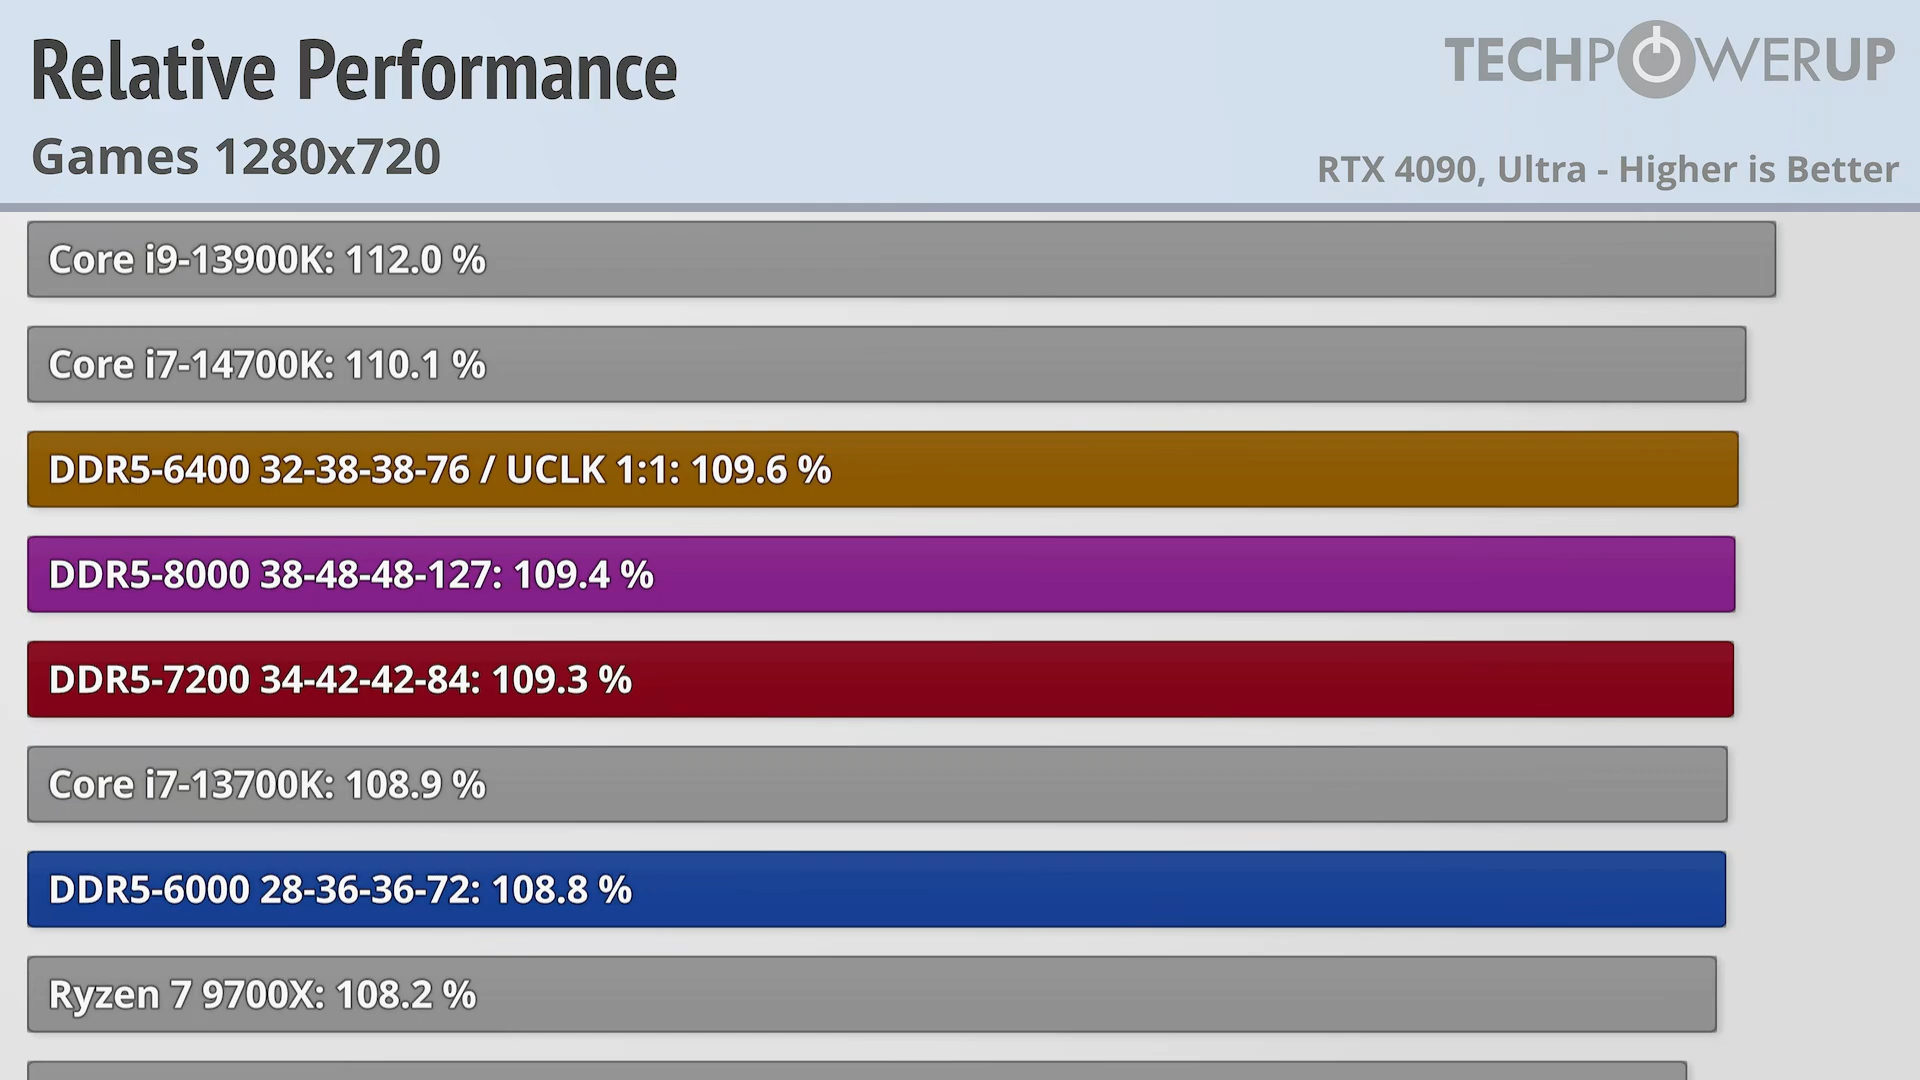 Relative Performance
TECHPOWERUP
Games 1280x720
RTX 4090, Ultra - Higher is Better
Core i9-13900K: 112.0 %
Core i7-14700K: 110.1 %
DDR5-6400 32-38-38-76 / UCLK 1:1: 109.6 %
DDR5-8000 38-48-48-127: 109.4 %
DDR5-7200 34-42-42-84: 109.3 %
Core i7-13700K: 108.9 %
DDR5-6000 28-36-36-72: 108.8 %
Ryzen 7 9700X: 108.2 %